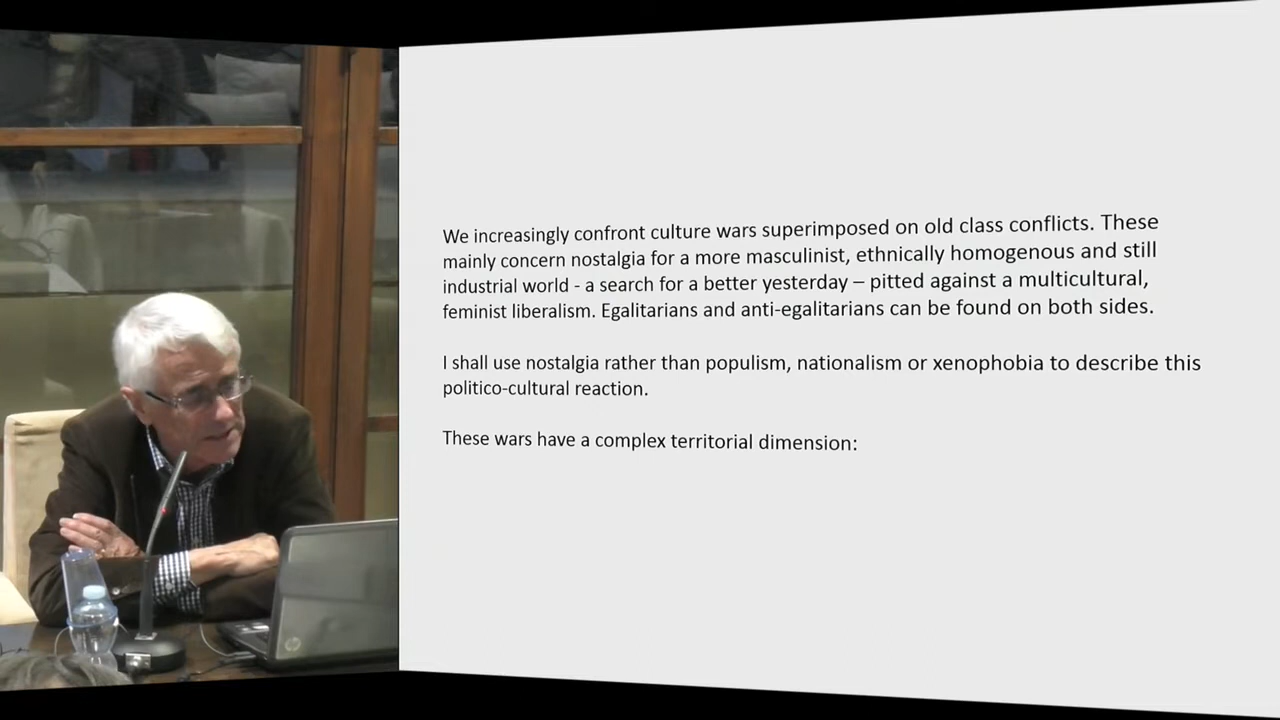 We increasingly confront culture wars superimposed on old class conflicts. These
mainly concern nostalgia for a more masculinist, ethnically homogenous and still
industrial world - a search for a better yesterday – pitted against a multicultural,
feminist liberalism. Egalitarians and anti-egalitarians can be found on both sides.
I shall use nostalgia rather than populism, nationalism or xenophobia to describe this
politico-cultural reaction.
These wars have a complex territorial dimension:
hp